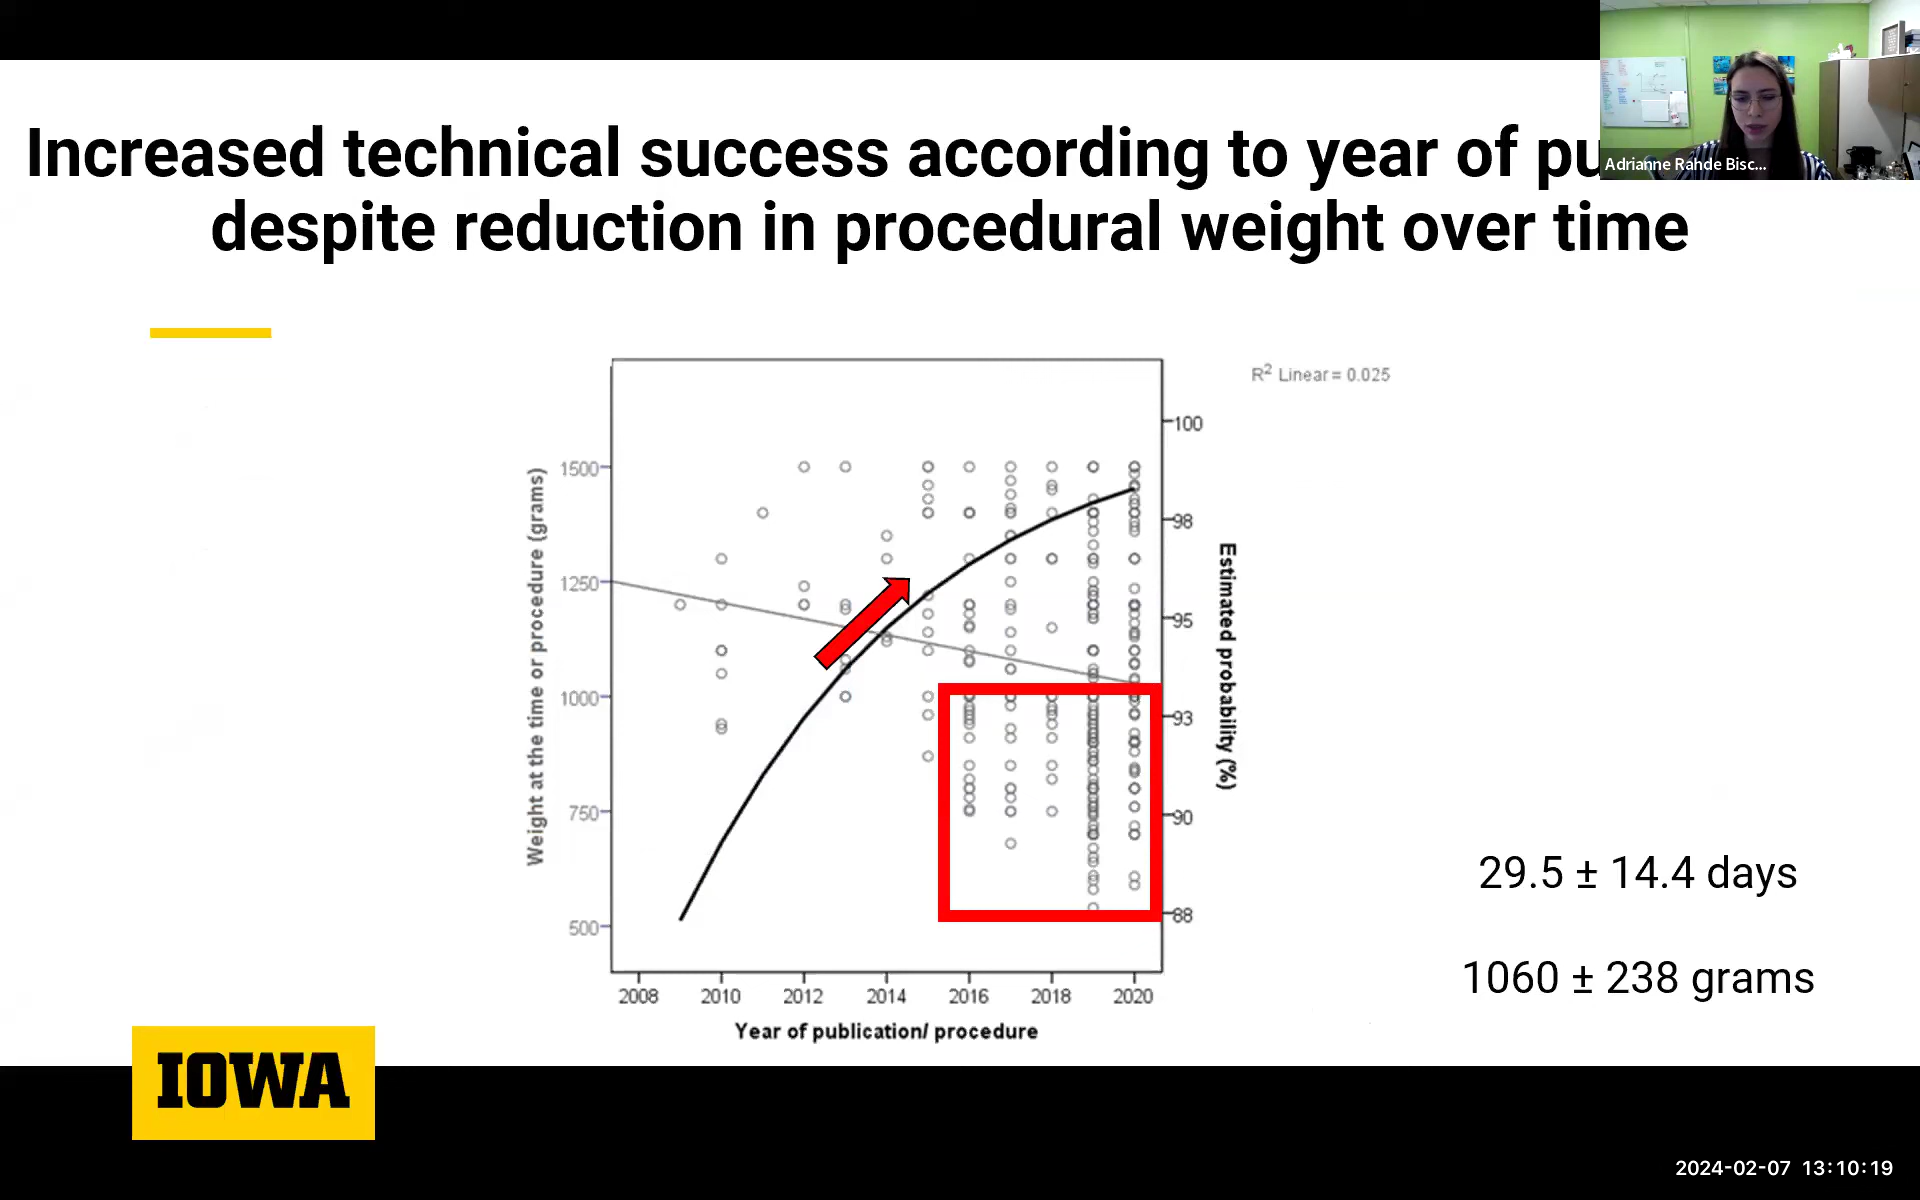 Increased technical success according to year of pu
despite reduction in procedural weight over time
Adrianne Rahde Bisc...
R² Linear = 0.025
Weight at the time or procedure (grams)
1500
1250
1000
750
500
100
98
95
93
90
88
Estimated probability (%)
2008 2010 2012 2014 2016 2018 2020
Year of publication/ procedure
29.5 ± 14.4 days
1060 ± 238 grams
IOWA
2024-02-07 13:10:19